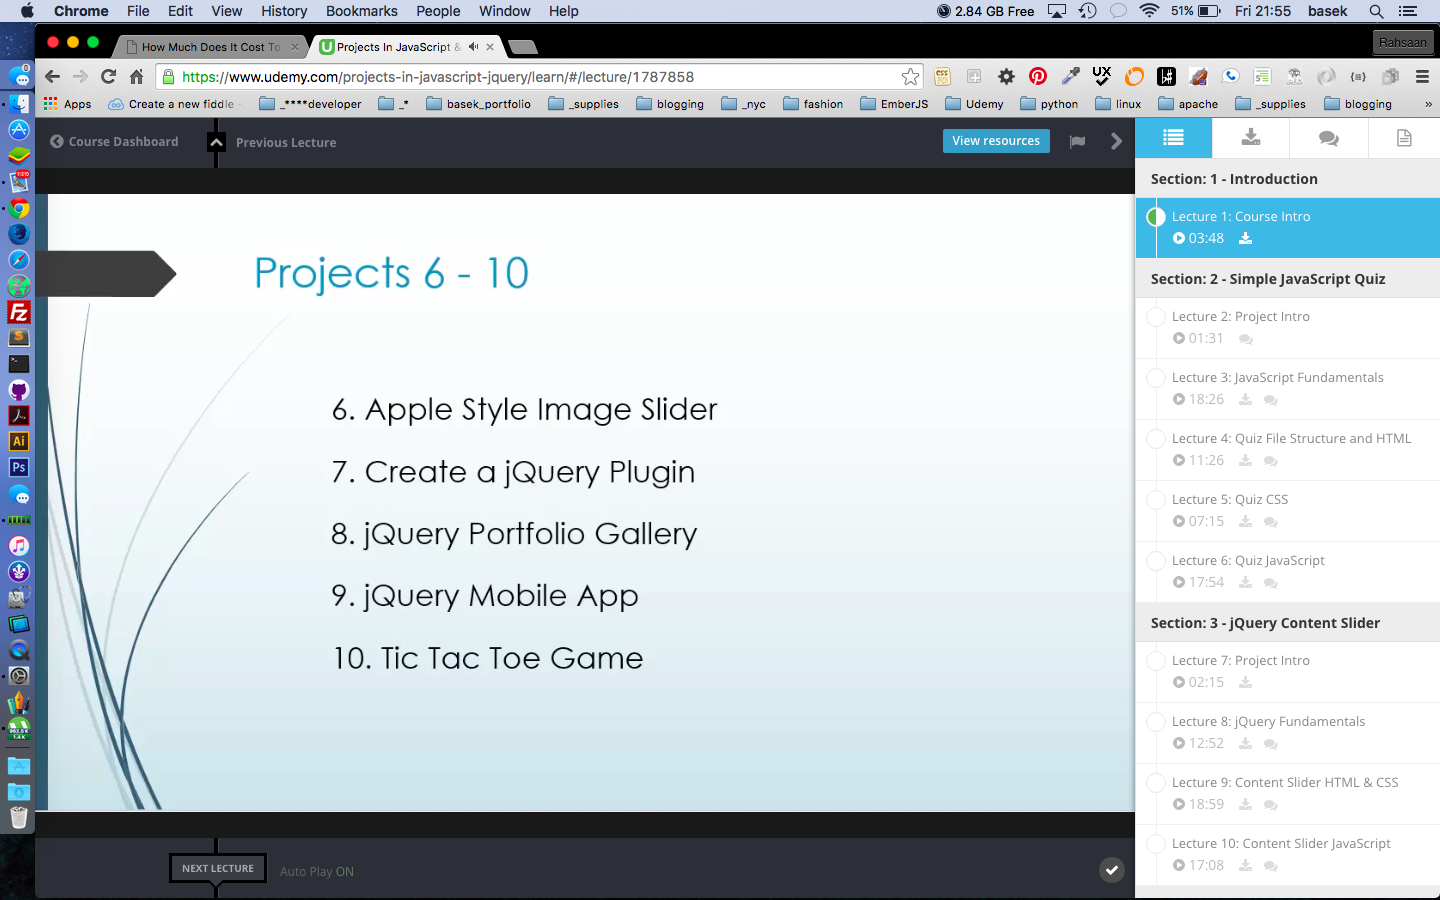 Chrome File Edit View History Bookmarks People Window Help 2.84 GB Free 51% Fri 21:55 basek
How Much Does It Cost To
Projects In JavaScript &
Rahsaan
https://www.udemy.com/projects-in-javascript-jquery/learn/#/lecture/1787858
UX
Apps Create a new fiddle - _****developer _* basek_portfolio _supplies blogging _nyc fashion EmberJS Udemy python linux apache _supplies blogging »
Course Dashboard
Previous Lecture
View resources
Projects 6 - 10
6. Apple Style Image Slider
7. Create a jQuery Plugin
8. jQuery Portfolio Gallery
9. jQuery Mobile App
10. Tic Tac Toe Game
NEXT LECTURE
Auto Play ON
Section: 1 - Introduction
Lecture 1: Course Intro
03:48
Section: 2 - Simple JavaScript Quiz
Lecture 2: Project Intro
01:31
Lecture 3: JavaScript Fundamentals
18:26
Lecture 4: Quiz File Structure and HTML
11:26
Lecture 5: Quiz CSS
07:15
Lecture 6: Quiz JavaScript
17:54
Section: 3 - jQuery Content Slider
Lecture 7: Project Intro
02:15
Lecture 8: jQuery Fundamentals
12:52
Lecture 9: Content Slider HTML & CSS
18:59
Lecture 10: Content Slider JavaScript
17:08
Fz
Ai
Ps